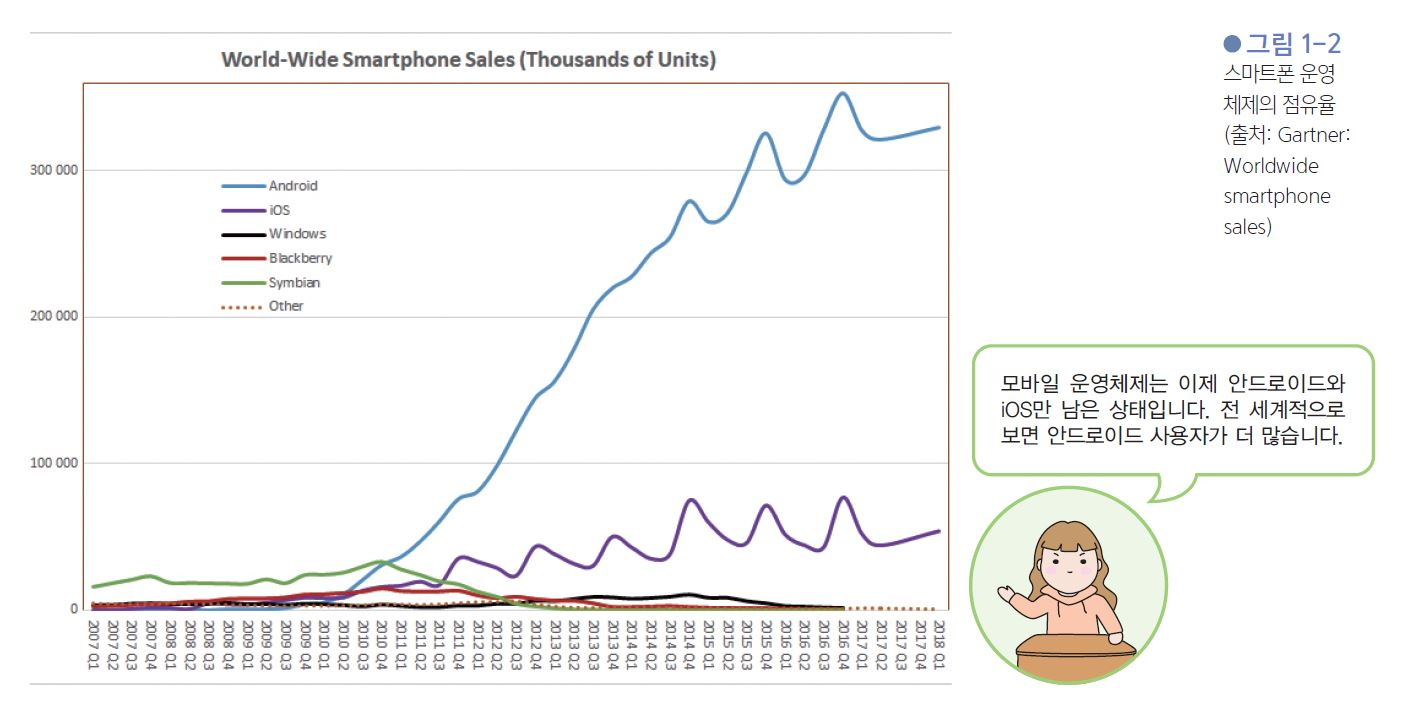 World-Wide Smartphone Sales (Thousands of Units)
300 000
200 000
100 000
0
Android
iOS
Windows
Blackberry
Symbian
Other
2007 Q1
2007 Q2
2007 Q3
2007 Q4
2008 Q1
2008 Q2
2008 Q3
2008 Q4
2009 Q1
2009 Q2
2009 Q3
2009 Q4
2010 Q1
2010 Q2
2010 Q3
2010 Q4
2011 Q1
2011 Q2
2011 Q3
2011 Q4
2012 Q1
2012 Q2
2012 Q3
2012 Q4
2013 Q1
2013 Q2
2013 Q3
2013 Q4
2014 Q1
2014 Q2
2014 Q3
2014 Q4
2015 Q1
2015 Q2
2015 Q3
2015 Q4
2016 Q1
2016 Q2
2016 Q3
2016 Q4
2017 Q1
2017 Q2
2017 Q3
2017 Q4
2018 Q1
● 그림 1-2
스마트폰 운영
체제의 점유율
(출처: Gartner:
Worldwide
smartphone
sales)
모바일 운영체제는 이제 안드로이드와
iOS만 남은 상태입니다. 전 세계적으로
보면 안드로이드 사용자가 더 많습니다.